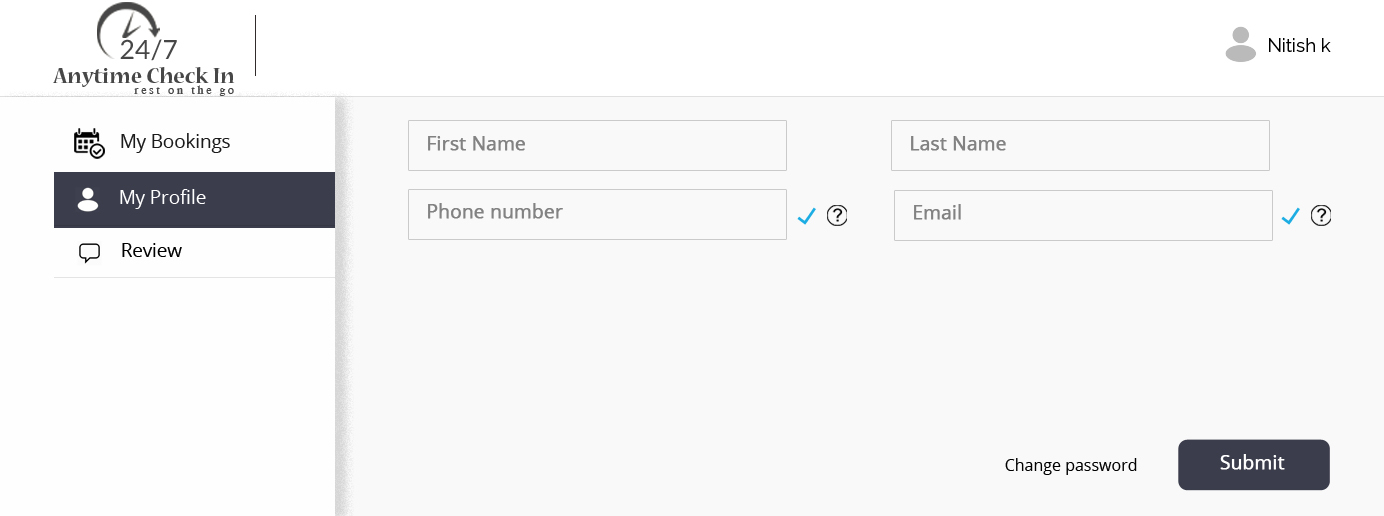 24/7
Anytime Check In
rest on the go
Nitish k
My Bookings
My Profile
Review
First Name
Last Name
Phone number
?
Email
?
Change password
Submit